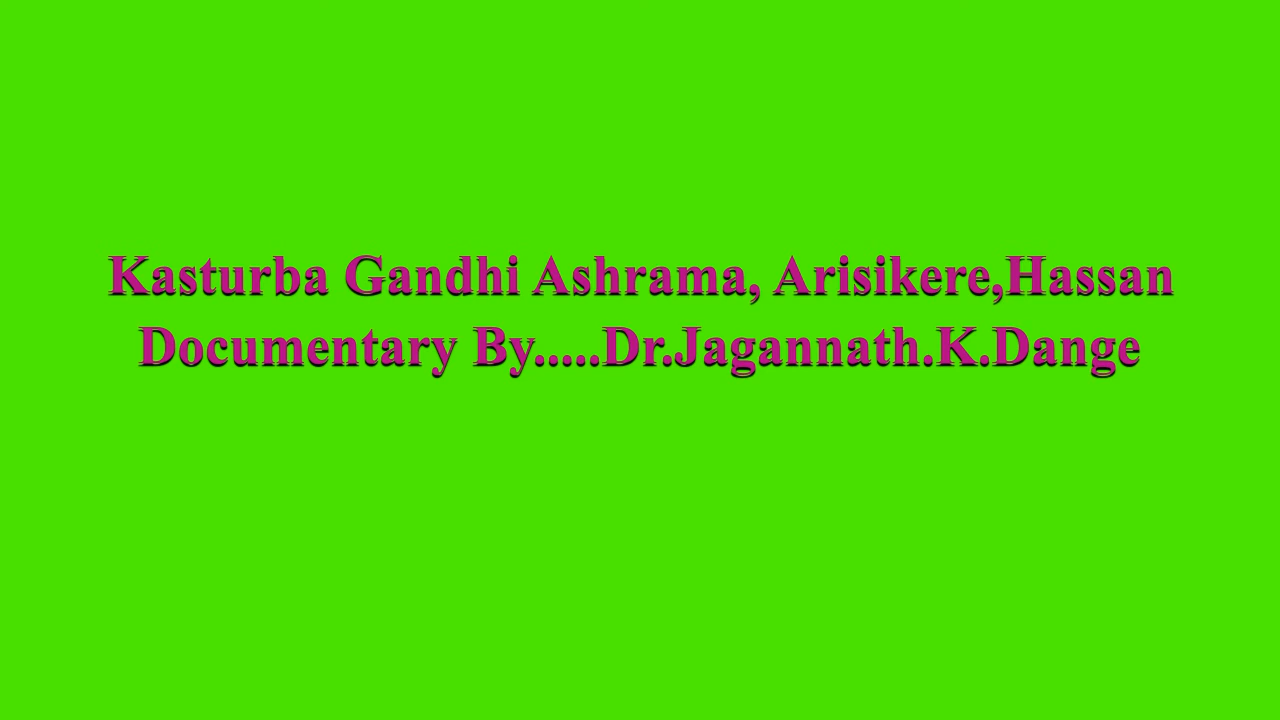 Kasturba Gandhi Ashrama, Arisikere,Hassan
Documentary By.....Dr.Jagannath.K.Dange